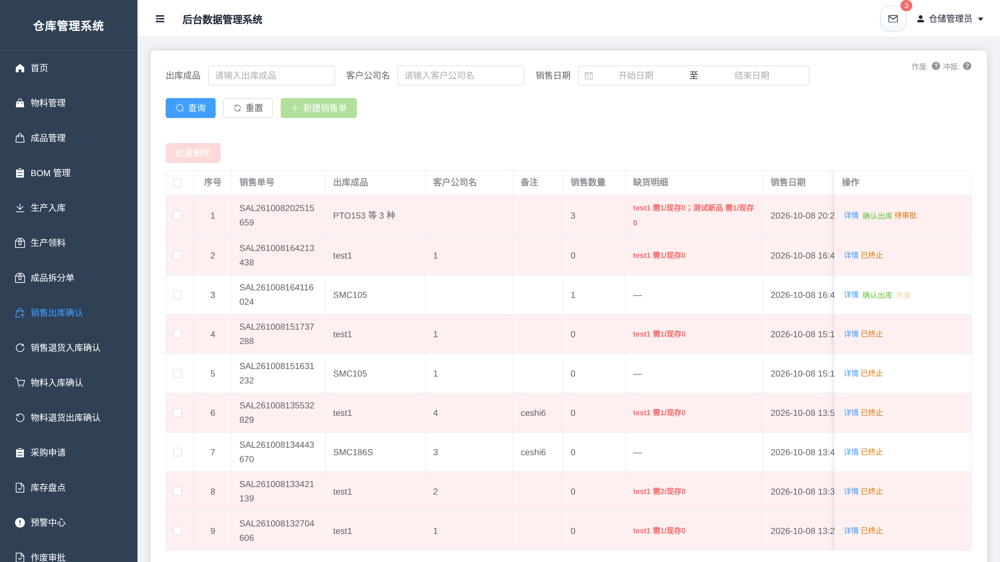 仓库管理系统
首页
物料管理
成品管理
BOM 管理
生产入库
生产领料
成品拆分单
销售出库确认
销售退货入库确认
物料入库确认
物料退货出库确认
采购申请
库存盘点
预警中心
作废审批
后台数据管理系统
3
仓储管理员
出库成品 请输入出库成品 客户公司名 请输入客户公司名 销售日期 开始日期 至 结束日期
作废: ? 冲抵: ?
查询 重置 新建销售单
批量删除
序号 销售单号 出库成品 客户公司名 备注 销售数量 缺货明细 销售日期 操作
1 SAL261008202515 PTO153 等 3 种 3 test1 需1/现存0；测试新品 需1/现存 2026-10-08 20:2 详情 确认出库 待审批
659 0
2 SAL261008164213 test1 1 0 test1 需1/现存0 2026-10-08 16:4 详情 已终止
438
3 SAL261008164116 SMC105 1 — 2026-10-08 16:4 详情 确认出库 作废
024
4 SAL261008151737 test1 1 0 test1 需1/现存0 2026-10-08 15:1 详情 已终止
288
5 SAL261008151631 SMC105 1 0 — 2026-10-08 15:1 详情 已终止
232
6 SAL261008135532 test1 4 ceshi6 0 test1 需1/现存0 2026-10-08 13:5 详情 已终止
829
7 SAL261008134443 SMC186S 3 ceshi6 0 — 2026-10-08 13:4 详情 已终止
670
8 SAL261008133421 test1 2 0 test1 需2/现存0 2026-10-08 13:3 详情 已终止
139
9 SAL261008132704 test1 1 0 test1 需1/现存0 2026-10-08 13:2 详情 已终止
606